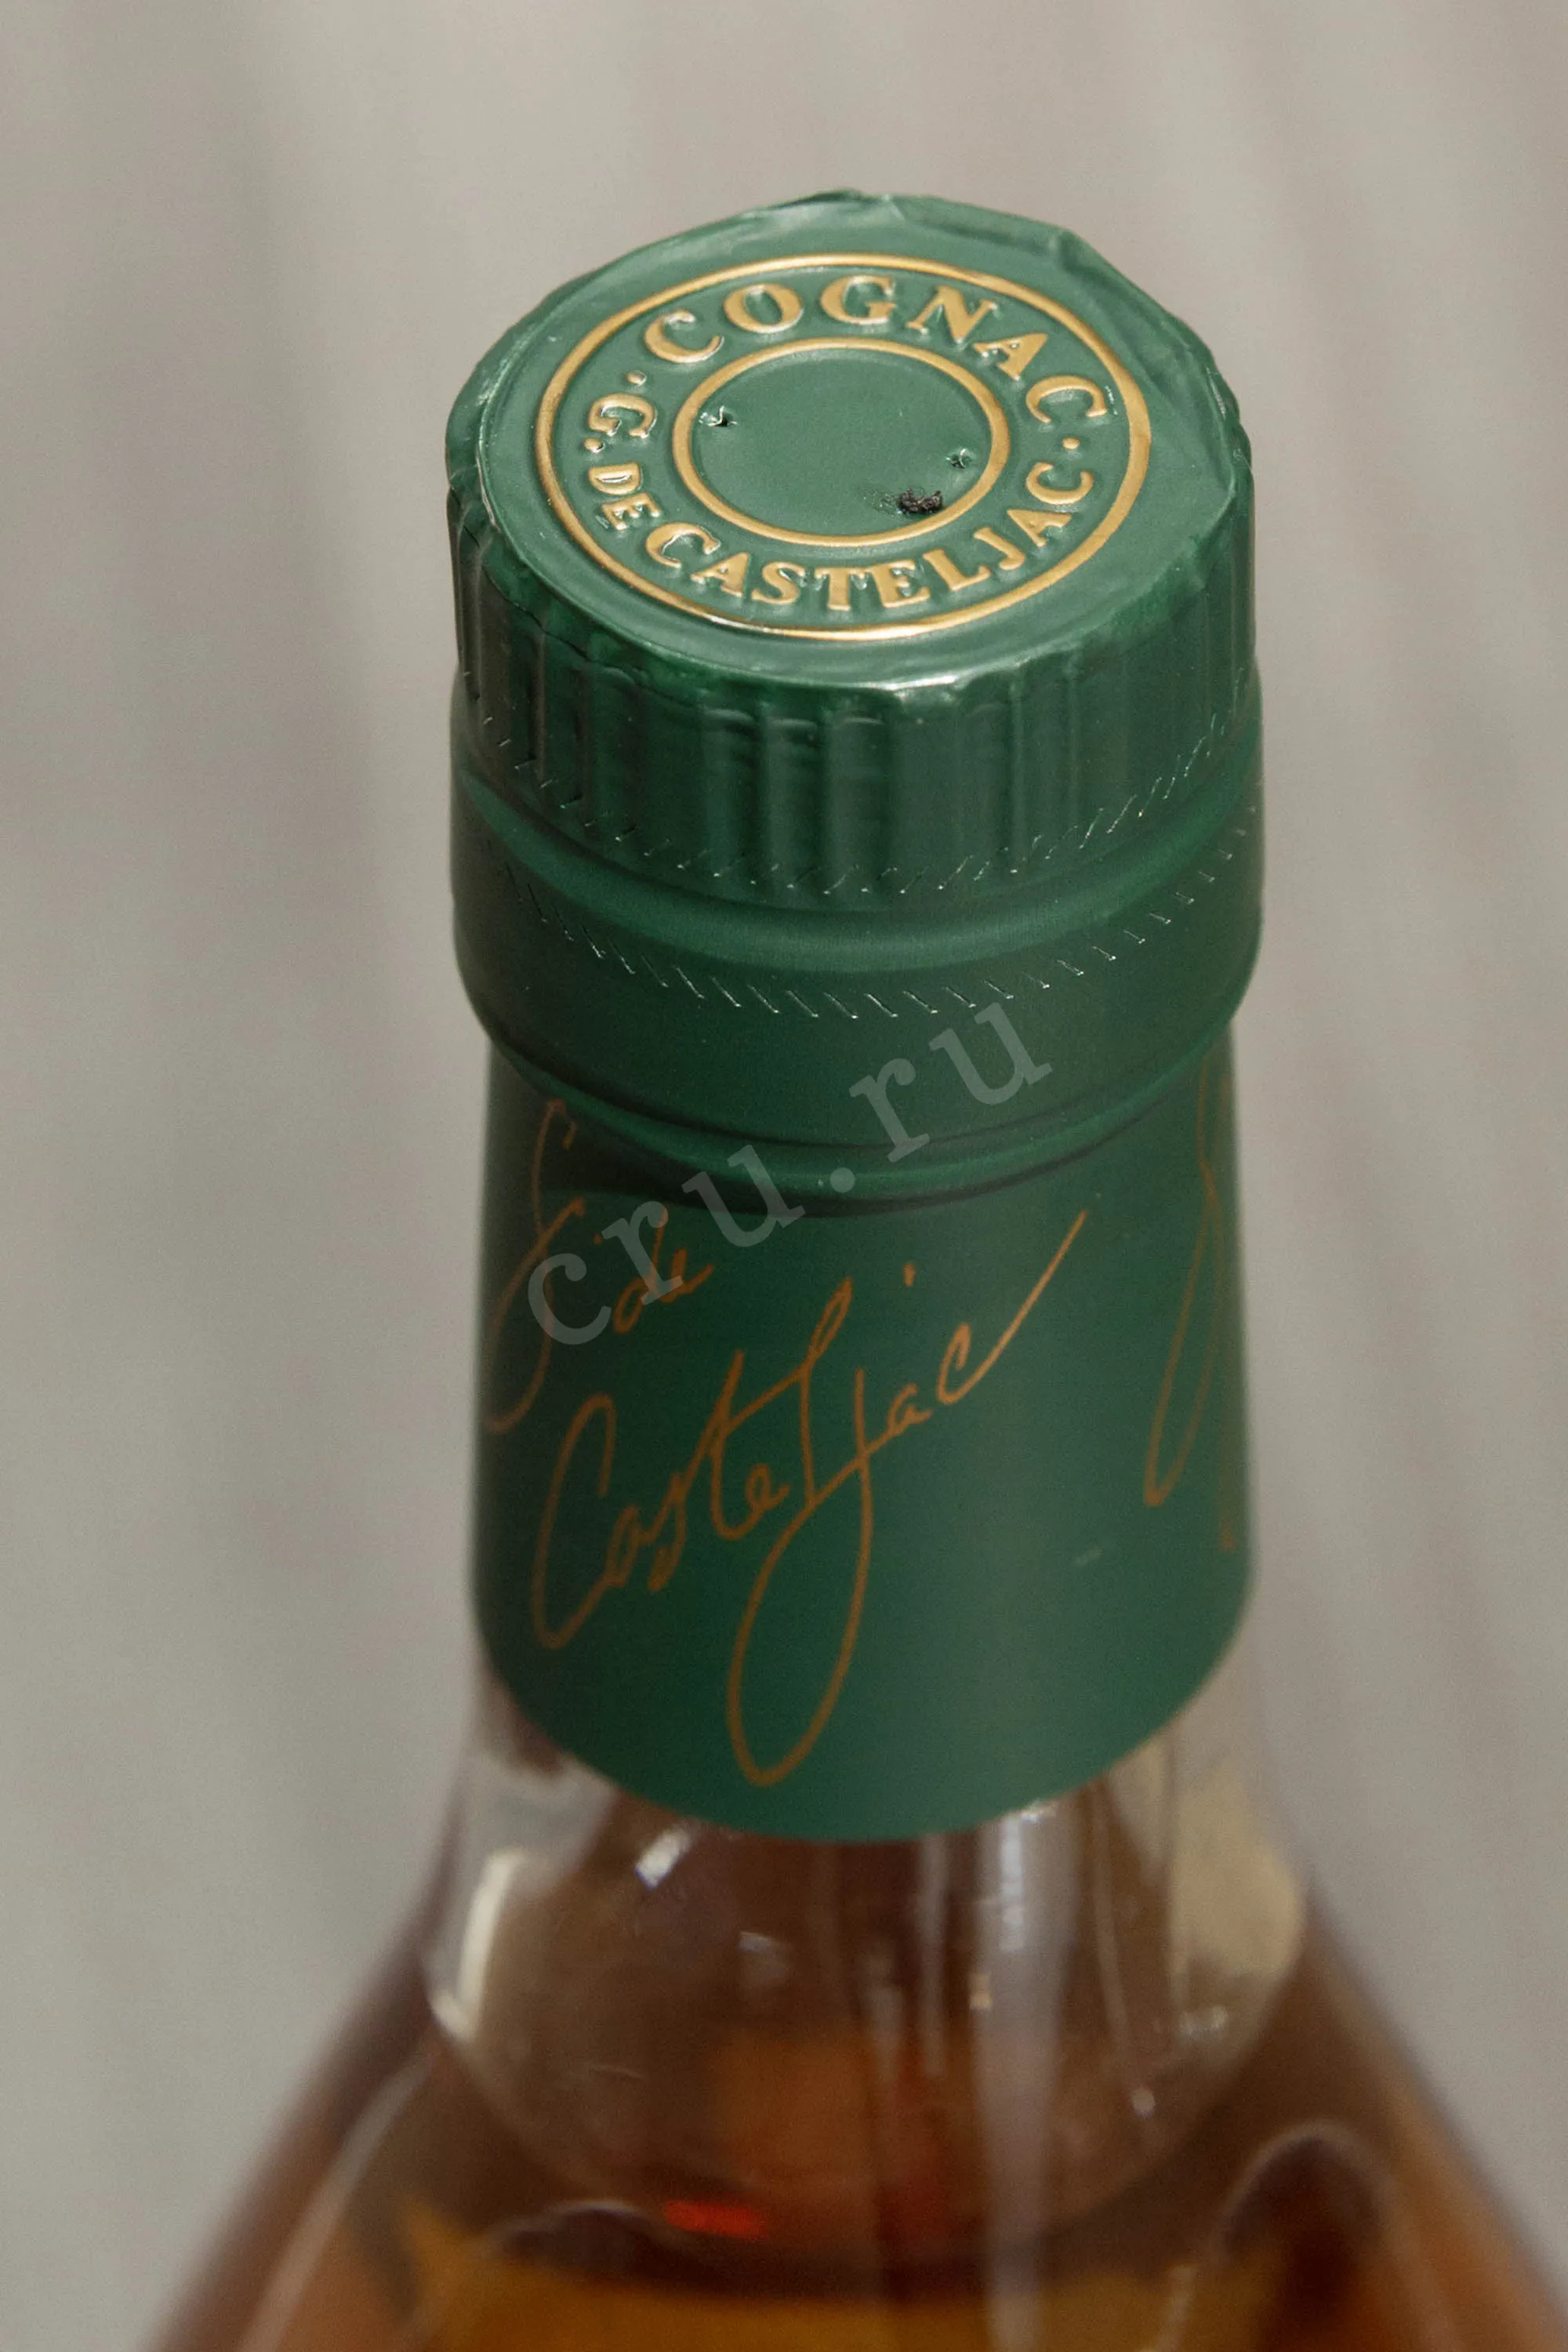 COGNAC
G. DE CASTELJAC
G. de
Casteljac
cru.ru